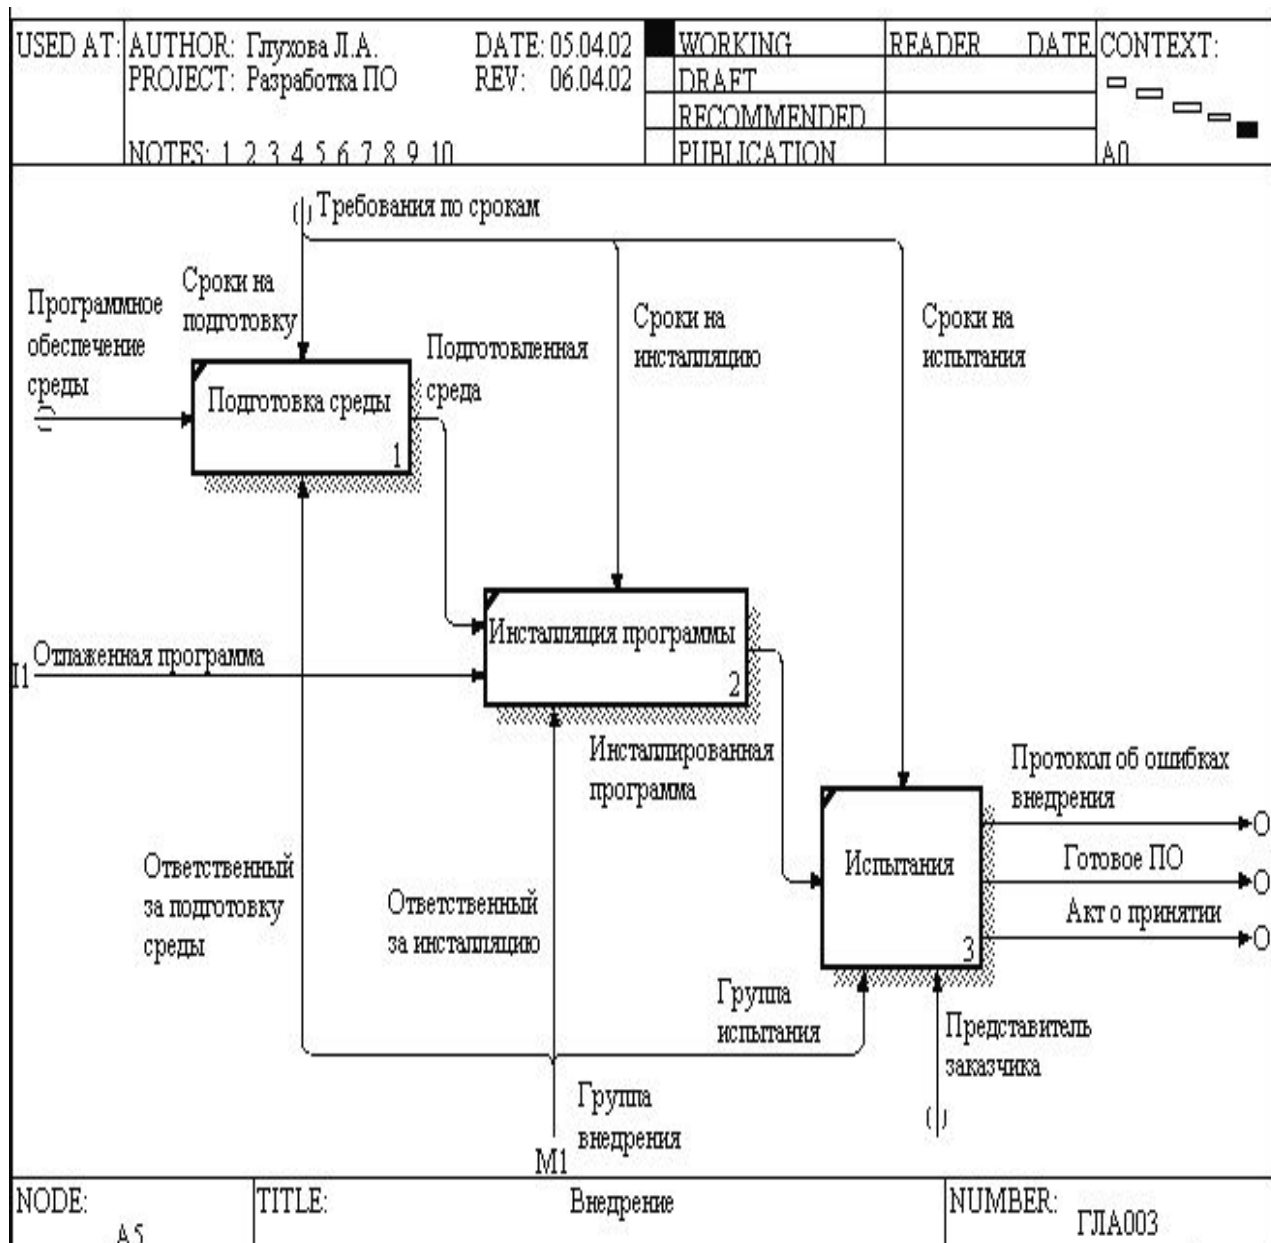 USED AT: AUTHOR: Глухова Л.А. DATE: 05.04.02 WORKING READER DATE CONTEXT:
PROJECT: Разработка ПО REV: 06.04.02 DRAFT
RECOMMENDED
NOTES: 1 2 3 4 5 6 7 8 9 10 PUBLICATION A0
Требования по срокам
Сроки на
подготовку
Программное
обеспечение
среды
Сроки на
инсталляцию
Сроки на
испытания
Подготовленная
среда
Подготовка среды
1
Инсталляция программы
2
I1 Отлаженная программа
Инсталлированная
программа
Протокол об ошибках
внедрения
Испытания
3
Готовое ПО
Акт о принятии
Ответственный
за подготовку
среды
Ответственный
за инсталляцию
Группа
испытания
Представитель
заказчика
Группа
внедрения
M1
NODE: TITLE: Внедрение NUMBER:
A5 ГЛА003